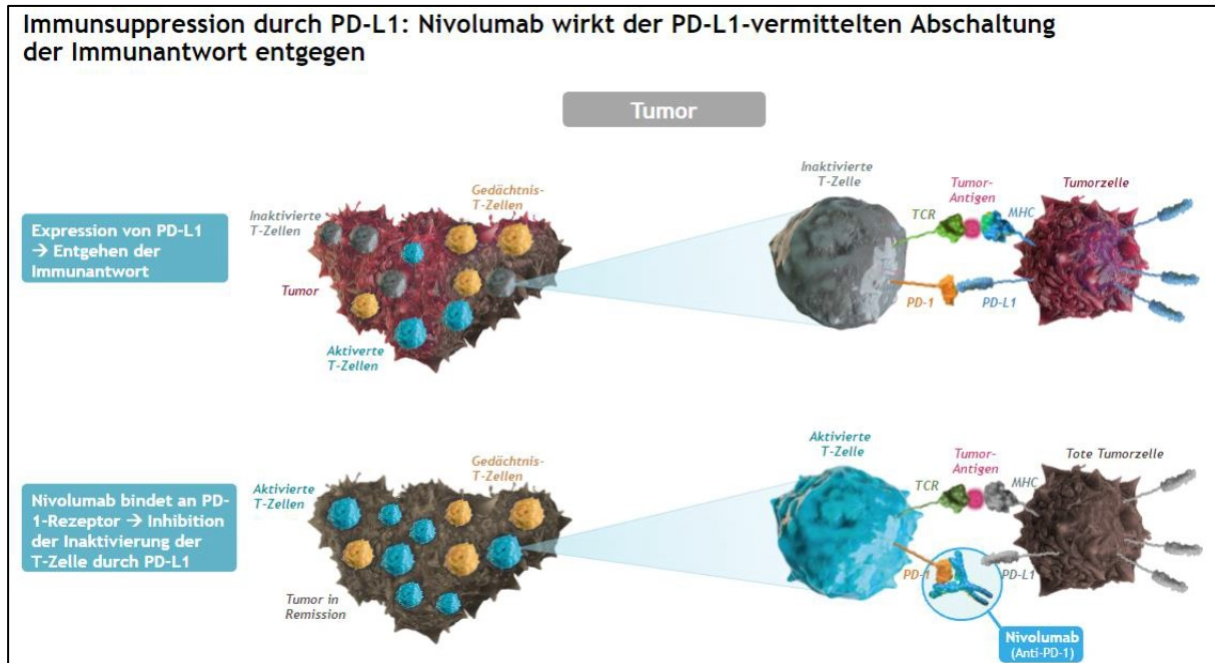 Immunsuppression durch PD-L1: Nivolumab wirkt der PD-L1-vermittelten Abschaltung
der Immunantwort entgegen
Tumor
Expression von PD-L1
→ Entgehen der
Immunantwort
Inaktivierte
T-Zellen
Gedächtnis-
T-Zellen
Tumor
Aktivierte
T-Zellen
Inaktivierte
T-Zelle
TCR
Tumor-
Antigen
MHC
Tumorzelle
PD-1
PD-L1
Nivolumab bindet an PD-
1-Rezeptor → Inhibition
der Inaktivierung der
T-Zelle durch PD-L1
Aktivierte
T-Zellen
Gedächtnis-
T-Zellen
Tumor in
Remission
Aktivierte
T-Zelle
TCR
Tumor-
Antigen
MHC
Tote Tumorzelle
PD-1
PD-L1
Nivolumab
(Anti-PD-1)